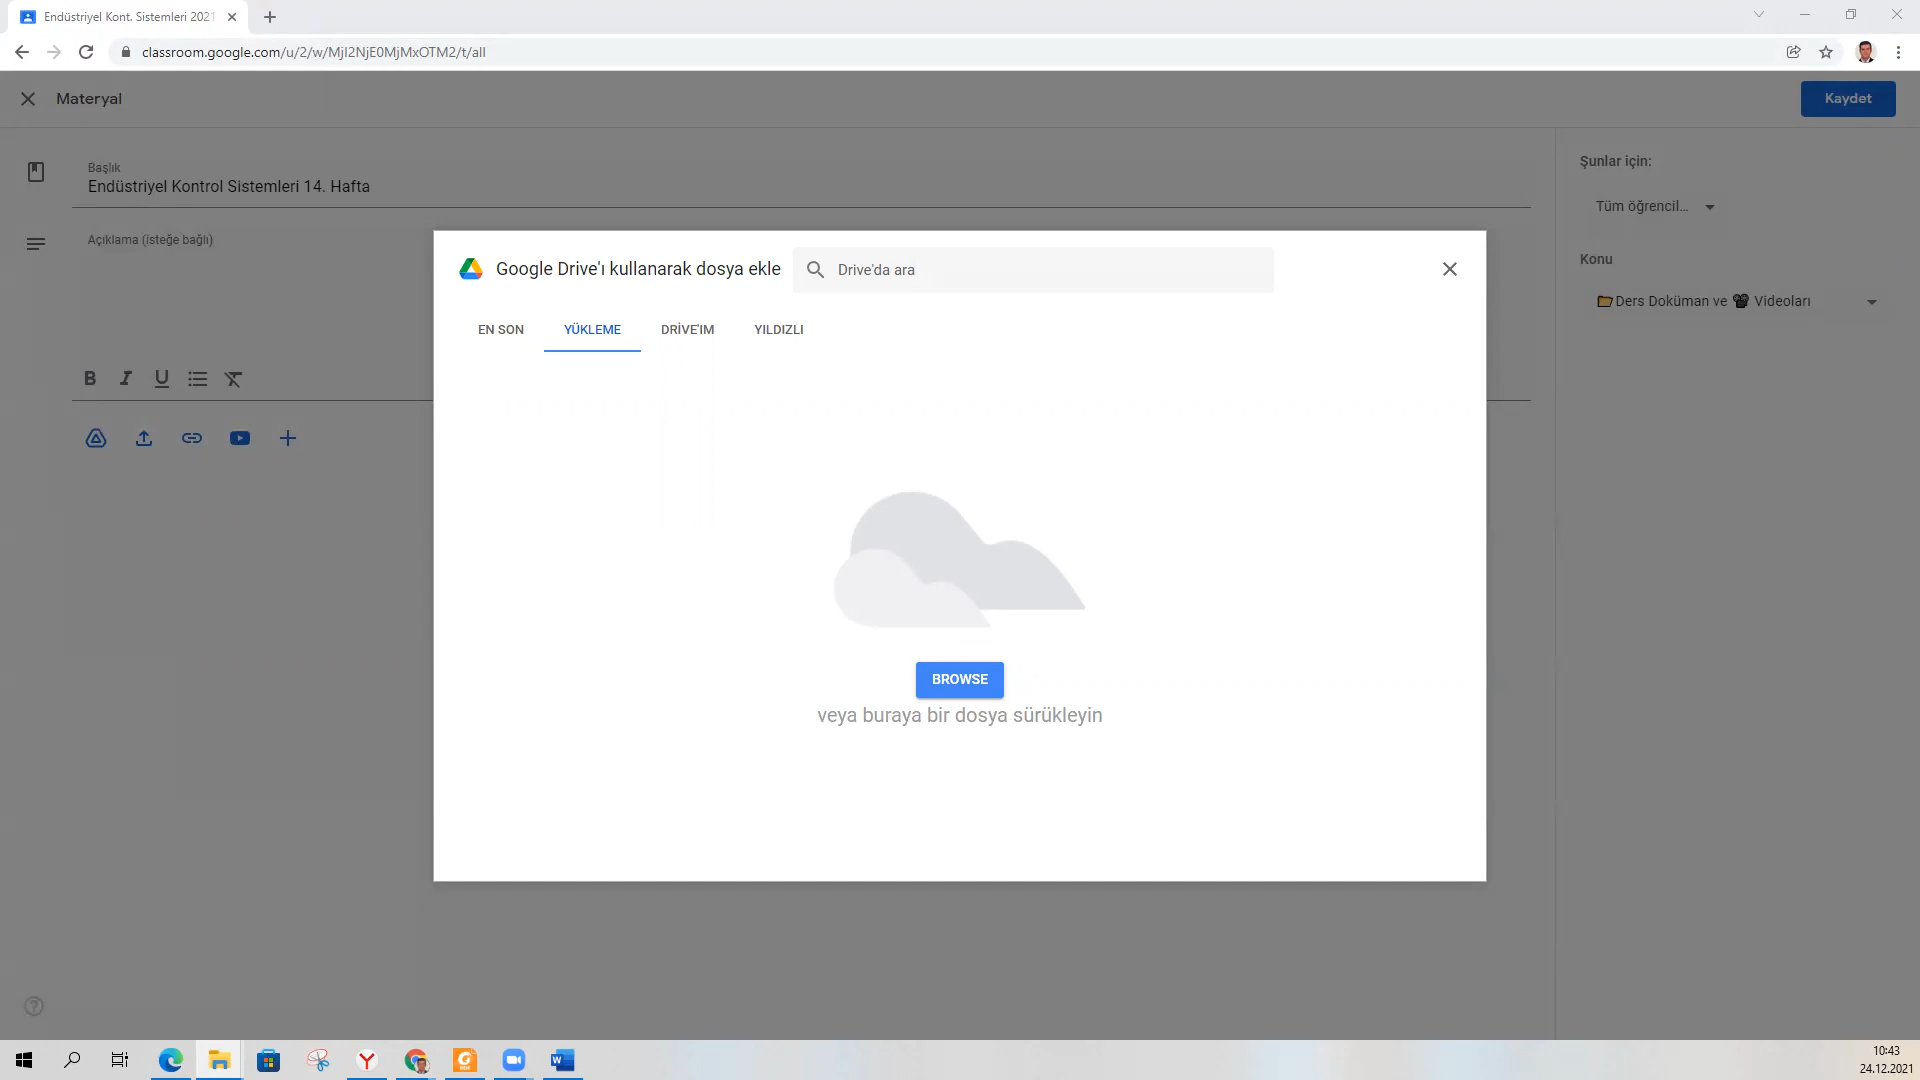 Endüstriyel Kont. Sistemleri 2021
classroom.google.com/u/2/w/MjI2NjE0MjMxOTM2/t/all
Materyal
Kaydet
Başlık
Endüstriyel Kontrol Sistemleri 14. Hafta
Açıklama (isteğe bağlı)
Şunlar için:
Tüm öğrencil...
Konu
Ders Doküman ve Videoları
Google Drive'ı kullanarak dosya ekle
Drive'da ara
EN SON YÜKLEME DRİVE'IM YILDIZLI
BROWSE
veya buraya bir dosya sürükleyin
10:43
24.12.2021